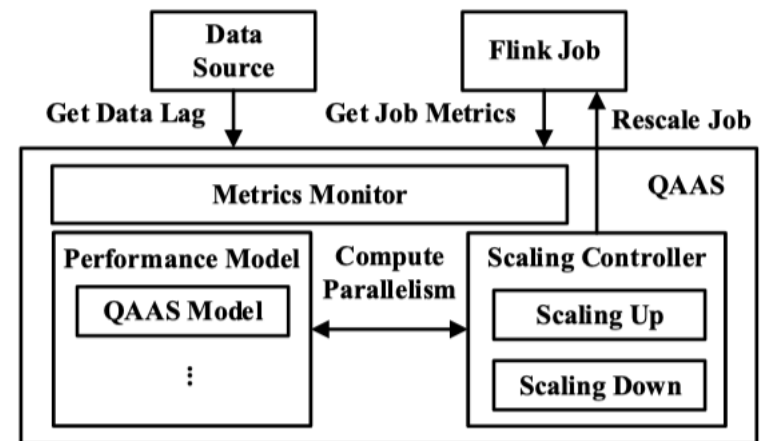 Data
Source
Flink Job
Get Data Lag
Get Job Metrics
Rescale Job
QAAS
Metrics Monitor
Performance Model
QAAS Model
⋮
Compute
Parallelism
Scaling Controller
Scaling Up
Scaling Down